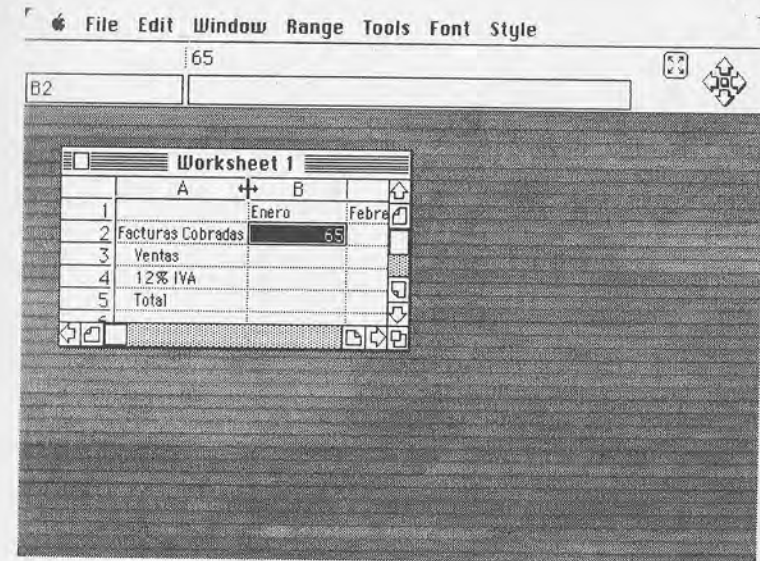 File Edit Window Range Tools Font Style
65
B2
Worksheet 1
A B
1 Enero Febre
2 Facturas Cobradas 65
3 Ventas
4 12% IVA
5 Total